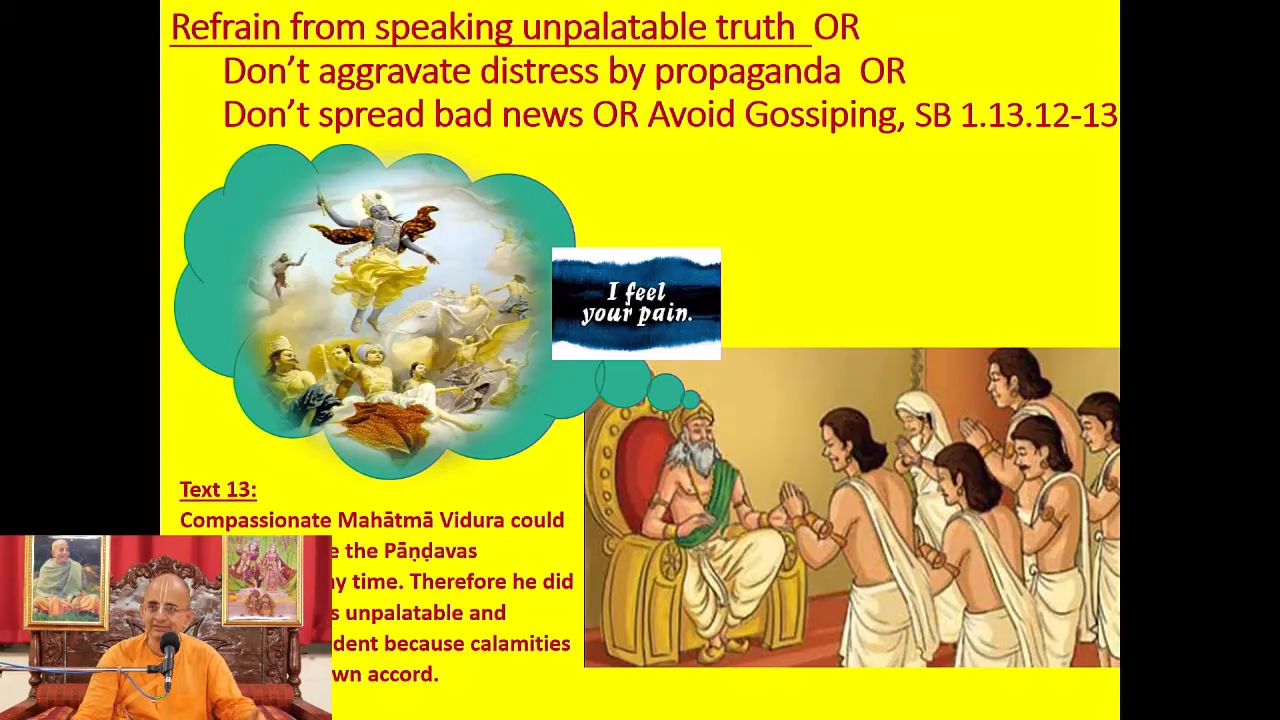 Refrain from speaking unpalatable truth OR
Don’t aggravate distress by propaganda OR
Don’t spread bad news OR Avoid Gossiping, SB 1.13.12-13
I feel
your pain.
Text 13:
Compassionate Mahātmā Vidura could
e the Pāṇḍavas
y time. Therefore he did
s unpalatable and
dent because calamities
wn accord.